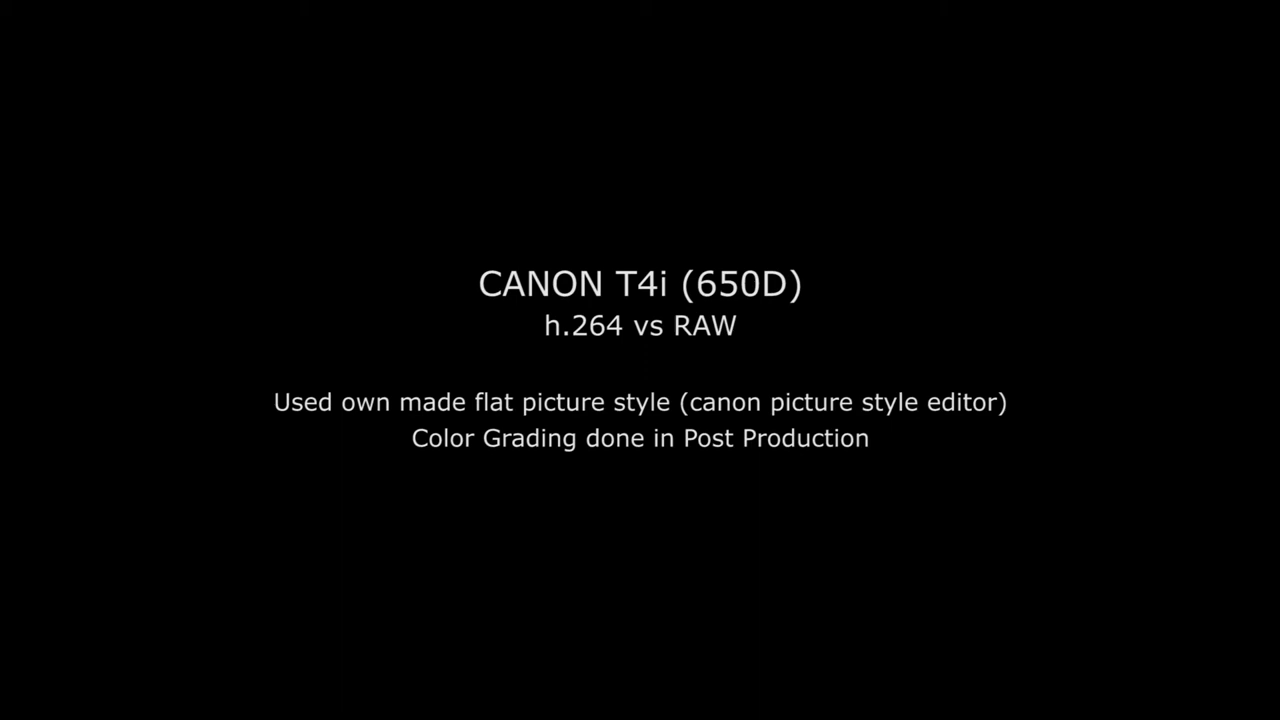 CANON T4i (650D)
h.264 vs RAW
Used own made flat picture style (canon picture style editor)
Color Grading done in Post Production